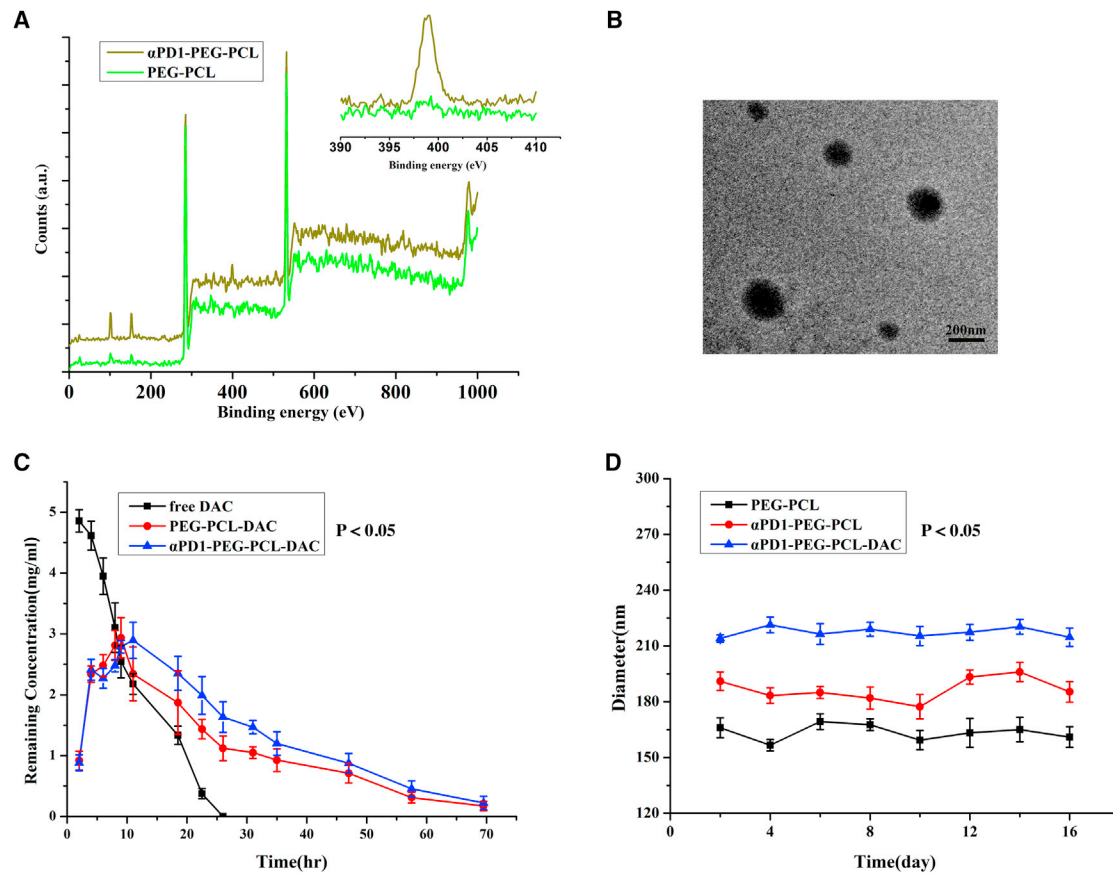 A
αPD1-PEG-PCL
PEG-PCL
Counts (a.u.)
0 200 400 600 800 1000
Binding energy (eV)
390 395 400 405 410
Binding energy (eV)
B
200nm
C
free DAC
PEG-PCL-DAC
αPD1-PEG-PCL-DAC
P < 0.05
Remaining Concentration(mg/ml)
5
4
3
2
1
0
0 10 20 30 40 50 60 70
Time(hr)
D
PEG-PCL
αPD1-PEG-PCL
αPD1-PEG-PCL-DAC
P < 0.05
Diameter(nm
300
270
240
210
180
150
120
0 4 8 12 16
Time(day)